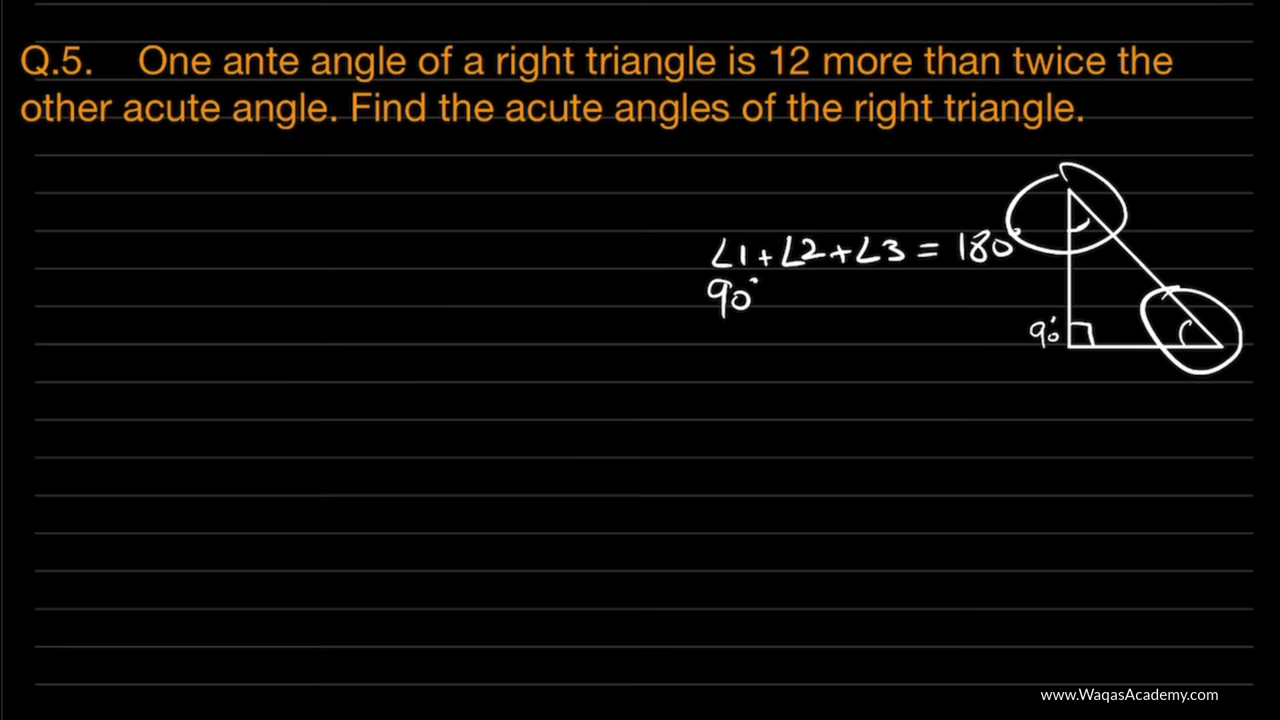 Q.5. One ante angle of a right triangle is 12 more than twice the
other acute angle. Find the acute angles of the right triangle.
∠1+∠2+∠3 = 180°
90°
90°
www.WaqasAcademy.com